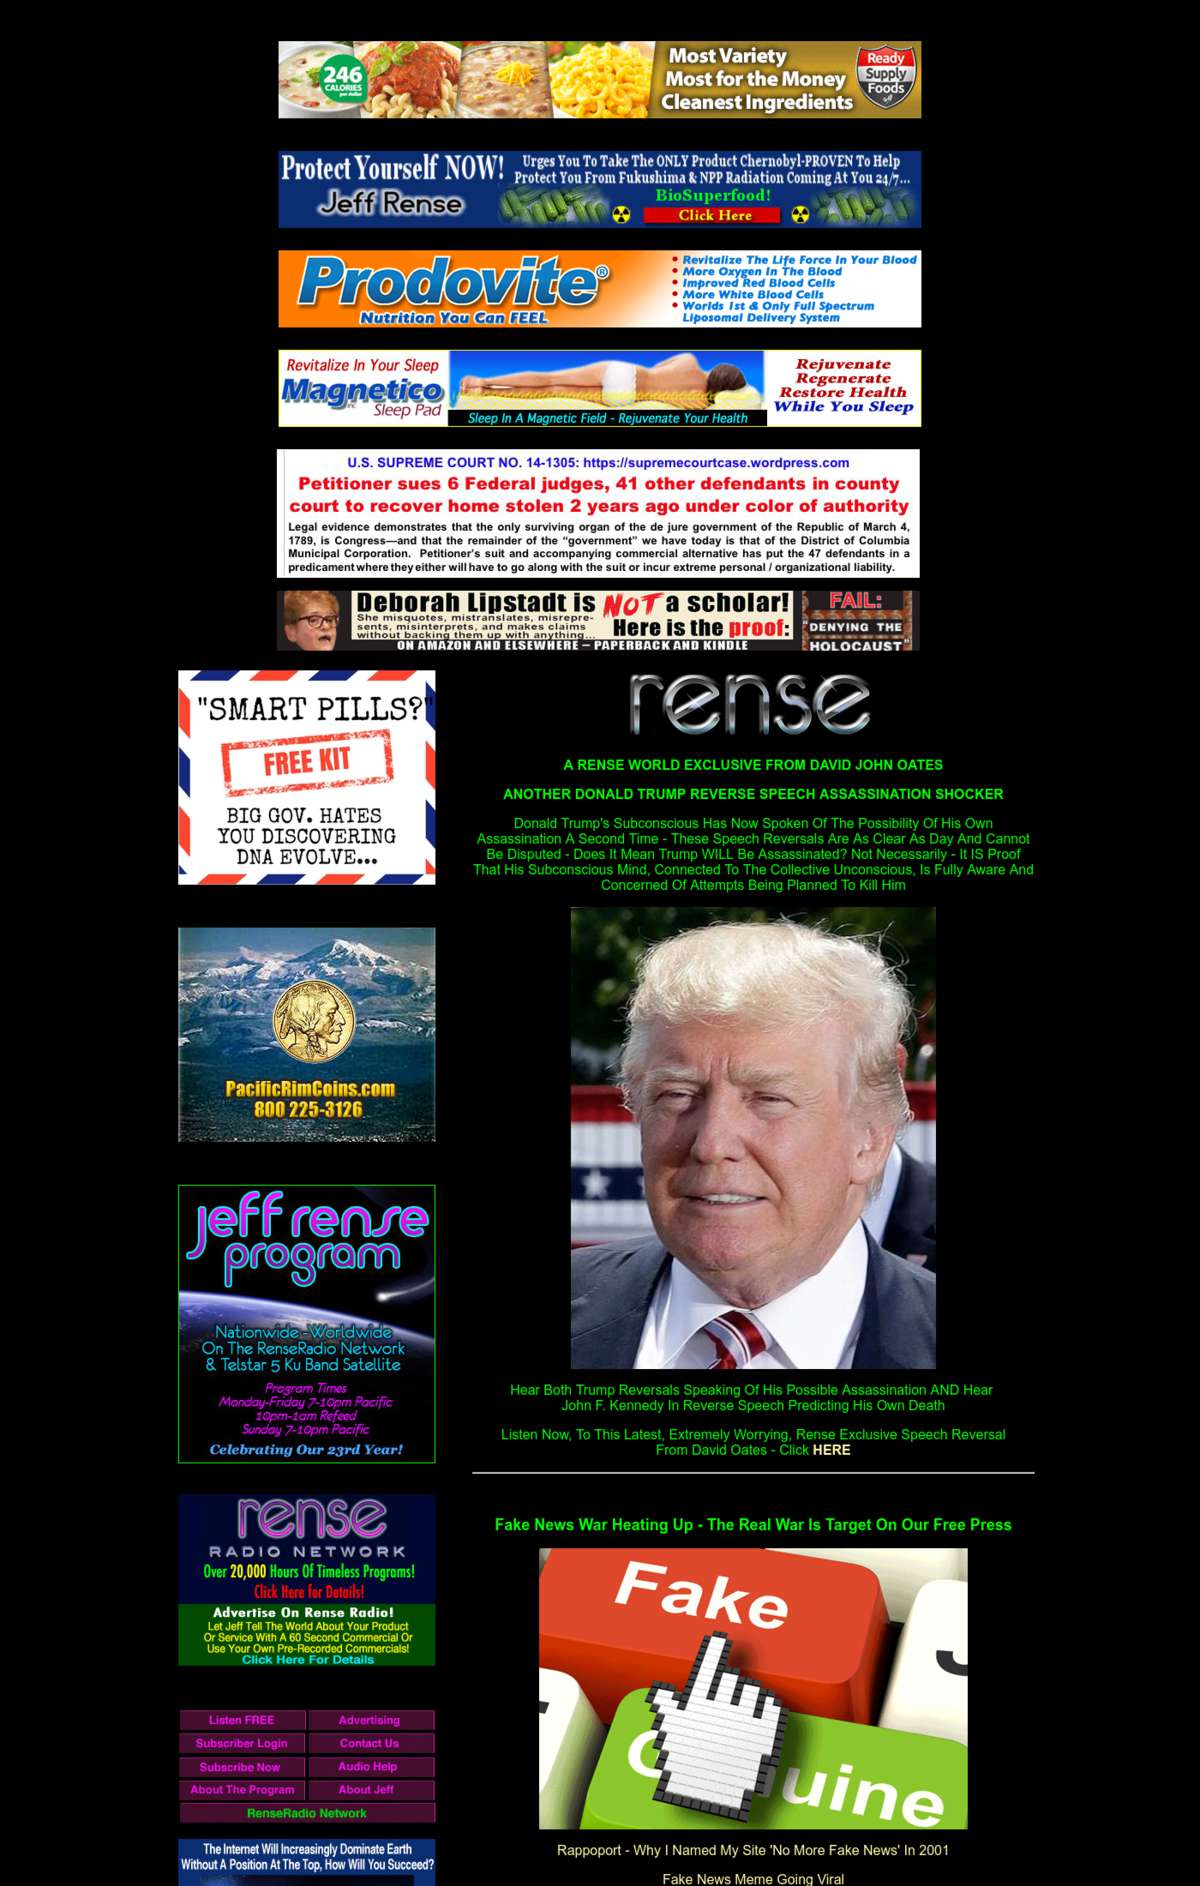 246
CALORIES
per dollar
Most Variety
Most for the Money
Cleanest Ingredients
Ready
Supply
Foods
Protect Yourself NOW!
Jeff Rense
Urges You To Take The ONLY Product Chernobyl-PROVEN To Help
Protect You From Fukushima & NPP Radiation Coming At You 24/7...
BioSuperfood!
Click Here
Prodovite®
Nutrition You Can FEEL
• Revitalize The Life Force In Your Blood
• More Oxygen In The Blood
• Improved Red Blood Cells
• More White Blood Cells
• Worlds 1st & Only Full Spectrum
Liposomal Delivery System
Revitalize In Your Sleep
Magnetico
Sleep Pad
Sleep In A Magnetic Field - Rejuvenate Your Health
Rejuvenate
Regenerate
Restore Health
While You Sleep
U.S. SUPREME COURT NO. 14-1305: https://supremecourtcase.wordpress.com
Petitioner sues 6 Federal judges, 41 other defendants in county
court to recover home stolen 2 years ago under color of authority
Legal evidence demonstrates that the only surviving organ of the de jure government of the Republic of March 4,
1789, is Congress—and that the remainder of the “government” we have today is that of the District of Columbia
Municipal Corporation. Petitioner’s suit and accompanying commercial alternative has put the 47 defendants in a
predicament where they either will have to go along with the suit or incur extreme personal / organizational liability.
Deborah Lipstadt is NOT a scholar!
She misquotes, mistranslates, misrepre-
sents, misinterprets, and makes claims
without backing them up with anything...
Here is the proof:
ON AMAZON AND ELSEWHERE – PAPERBACK AND KINDLE
FAIL:
"DENYING THE
HOLOCAUST"
"SMART PILLS?"
FREE KIT
BIG GOV. HATES
YOU DISCOVERING
DNA EVOLVE...
PacificRimCoins.com
800 225-3126
jeff rense
program
Nationwide -Worldwide
On The RenseRadio Network
& Telstar 5 Ku Band Satellite
Program Times
Monday-Friday 7-10pm Pacific
10pm-1am Refeed
Sunday 7-10pm Pacific
Celebrating Our 23rd Year!
rense
RADIO NETWORK
Over 20,000 Hours Of Timeless Programs!
Click Here for Details!
Advertise On Rense Radio!
Let Jeff Tell The World About Your Product
Or Service With A 60 Second Commercial Or
Use Your Own Pre-Recorded Commercials!
Click Here For Details
Listen FREE
Advertising
Subscriber Login
Contact Us
Subscribe Now
Audio Help
About The Program
About Jeff
RenseRadio Network
The Internet Will Increasingly Dominate Earth
Without A Position At The Top, How Will You Succeed?
rense
A RENSE WORLD EXCLUSIVE FROM DAVID JOHN OATES
ANOTHER DONALD TRUMP REVERSE SPEECH ASSASSINATION SHOCKER
Donald Trump's Subconscious Has Now Spoken Of The Possibility Of His Own
Assassination A Second Time - These Speech Reversals Are As Clear As Day And Cannot
Be Disputed - Does It Mean Trump WILL Be Assassinated? Not Necessarily - It IS Proof
That His Subconscious Mind, Connected To The Collective Unconscious, Is Fully Aware And
Concerned Of Attempts Being Planned To Kill Him
Hear Both Trump Reversals Speaking Of His Possible Assassination AND Hear
John F. Kennedy In Reverse Speech Predicting His Own Death
Listen Now, To This Latest, Extremely Worrying, Rense Exclusive Speech Reversal
From David Oates - Click HERE
Fake News War Heating Up - The Real War Is Target On Our Free Press
Fake
G uine
Rappoport - Why I Named My Site 'No More Fake News' In 2001
Fake News Meme Going Viral